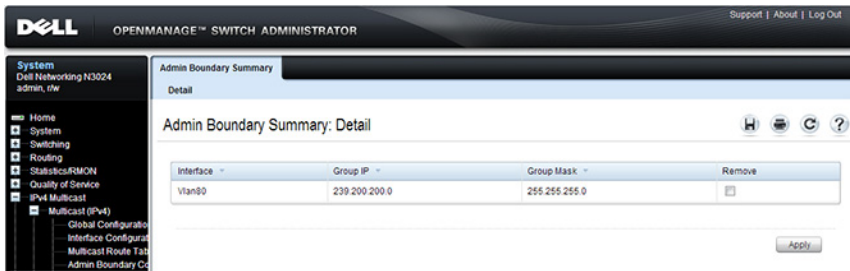 Support | About | Log Out
DELL OPENMANAGE™ SWITCH ADMINISTRATOR
System
Dell Networking N3024
admin, r/w
Home
System
Switching
Routing
Statistics/RMON
Quality of Service
IPv4 Multicast
Multicast (IPv4)
Global Configuratio
Interface Configurat
Multicast Route Tab
Admin Boundary Co
Admin Boundary Summary
Detail
Admin Boundary Summary: Detail
Interface Group IP Group Mask Remove
Vlan80 239.200.200.0 255.255.255.0
Apply